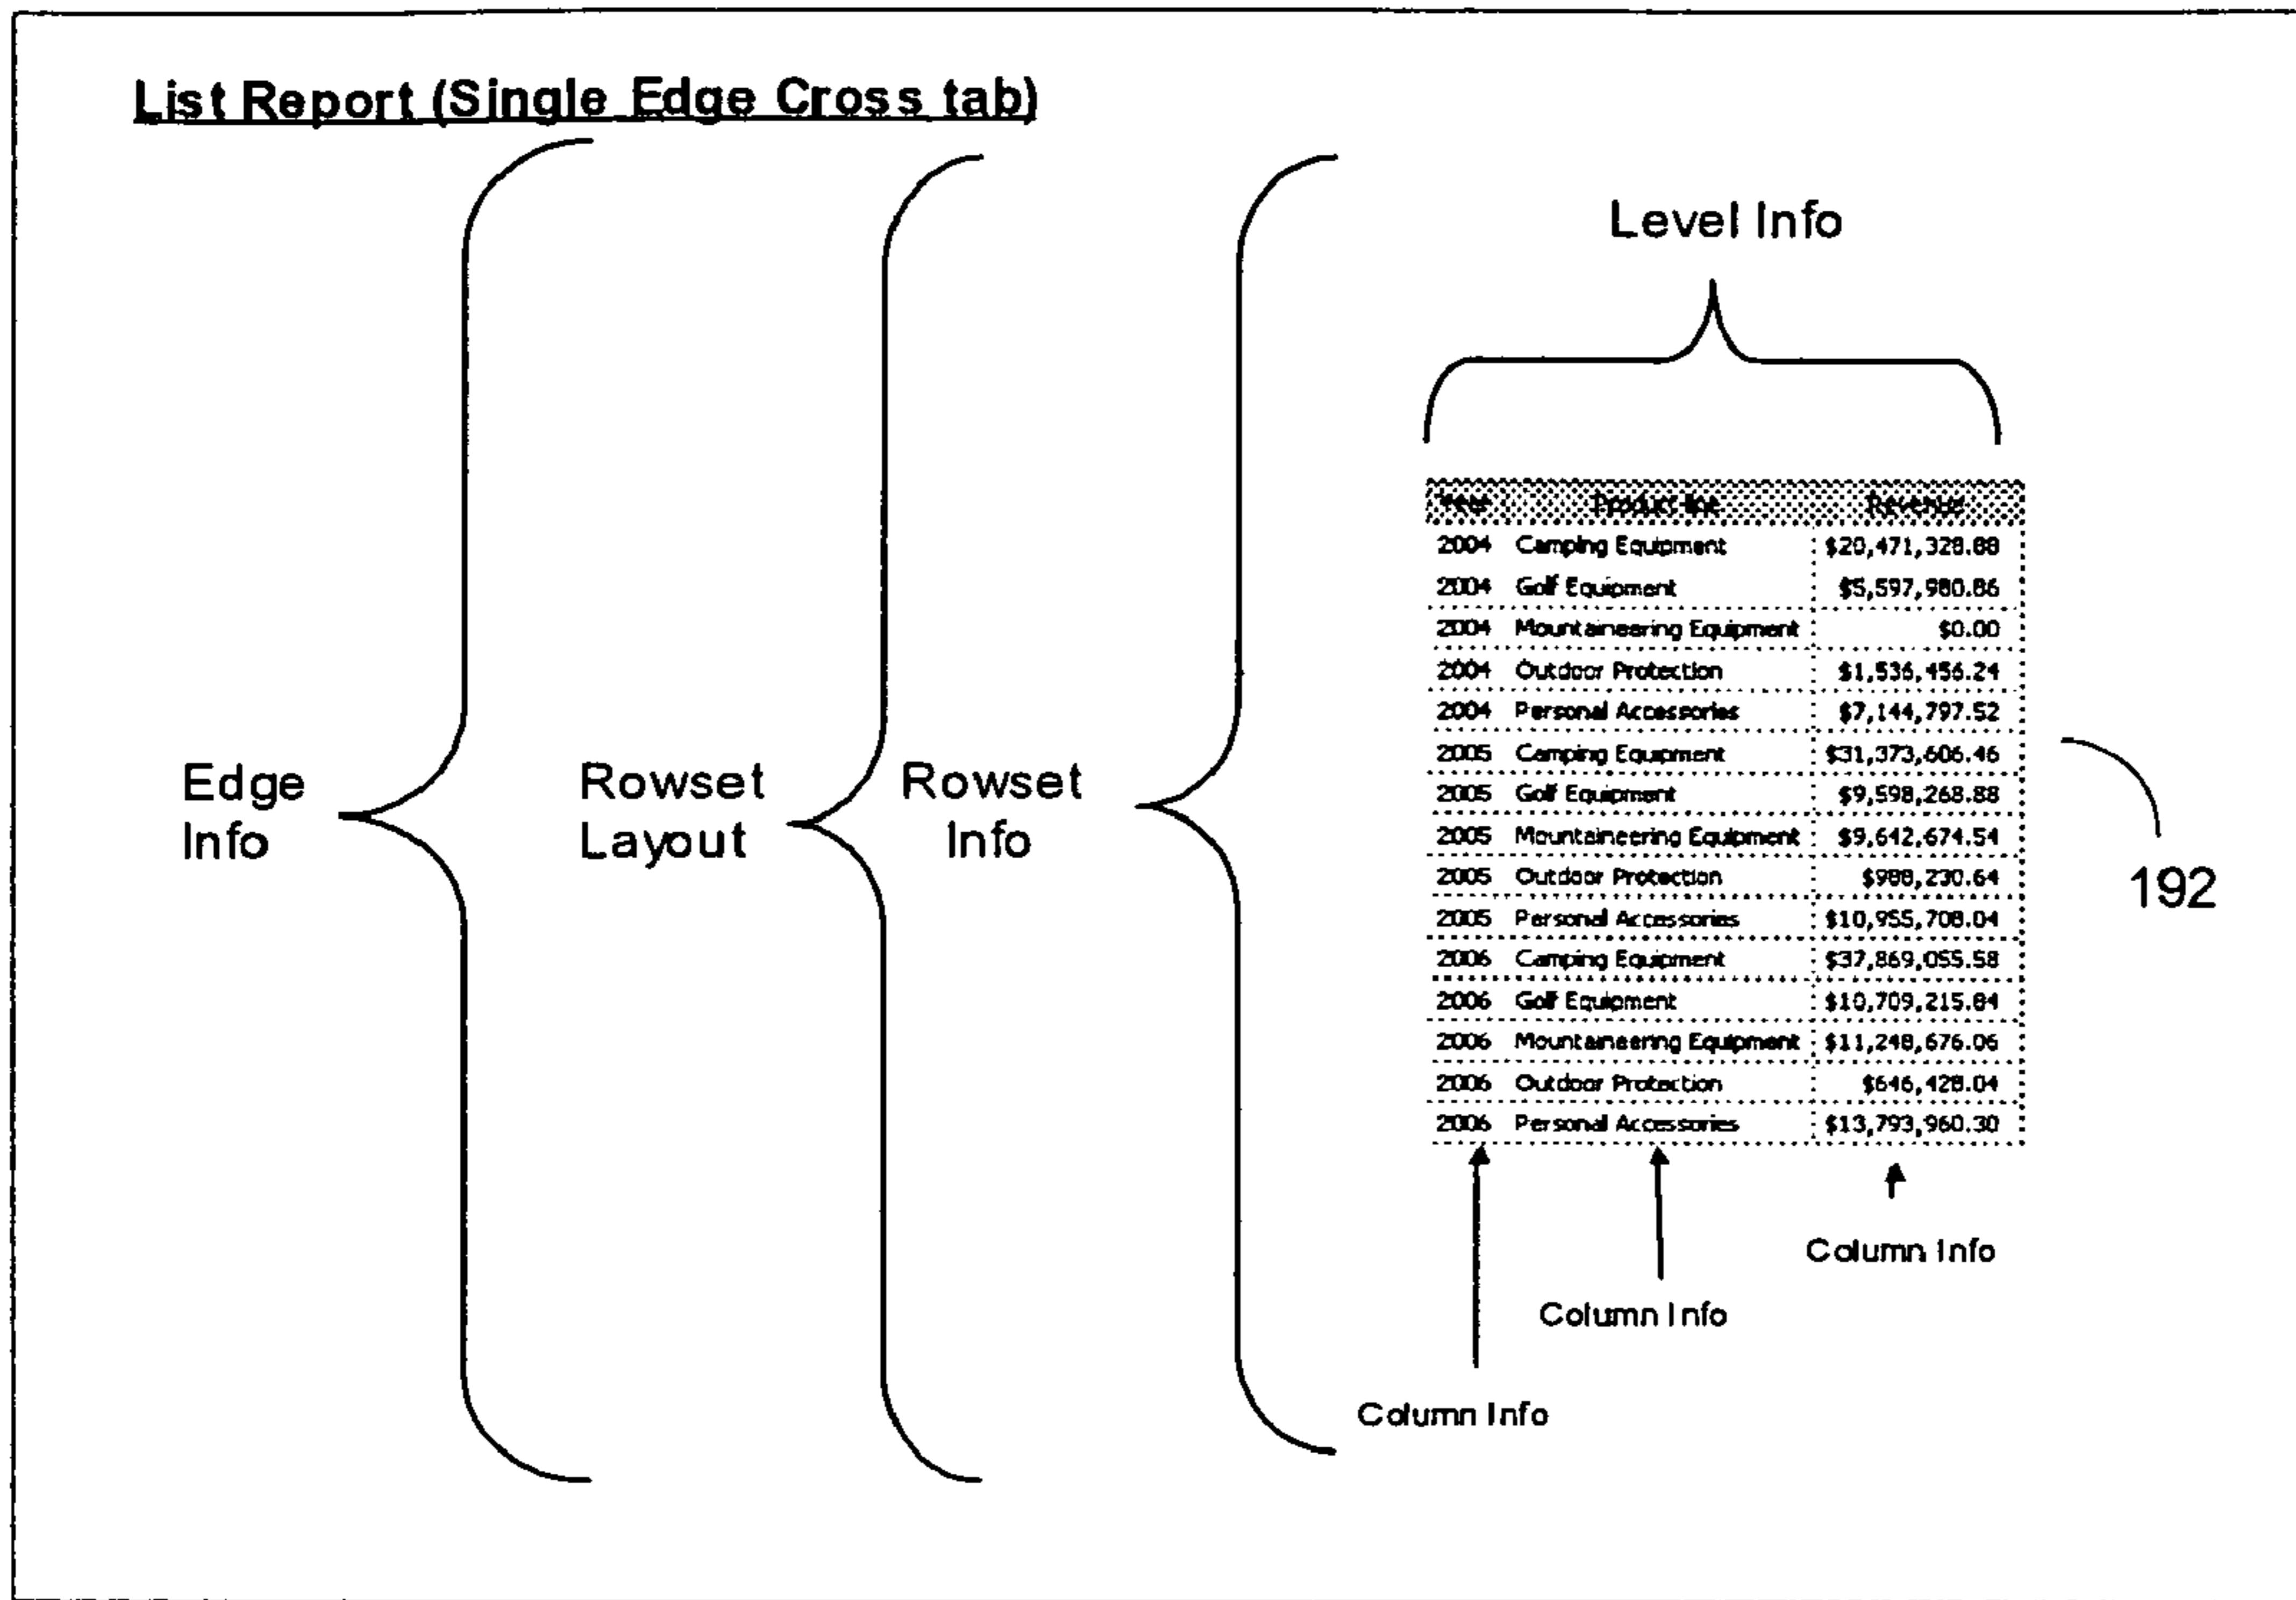 List Report (Single Edge Cross tab)
Level Info
Edge Info
Rowset Layout
Rowset Info
Year Product line Revenue
2004 Camping Equipment $20,471,328.88
2004 Golf Equipment $5,597,980.86
2004 Mountaineering Equipment $0.00
2004 Outdoor Protection $1,536,456.24
2004 Personal Accessories $7,144,797.52
2005 Camping Equipment $31,373,606.46
2005 Golf Equipment $9,598,268.88
2005 Mountaineering Equipment $9,642,674.54
2005 Outdoor Protection $988,230.64
2005 Personal Accessories $10,955,708.04
2006 Camping Equipment $37,869,055.58
2006 Golf Equipment $10,709,215.84
2006 Mountaineering Equipment $11,248,676.06
2006 Outdoor Protection $646,428.04
2006 Personal Accessories $13,793,960.30
192
Column Info
Column Info
Column Info